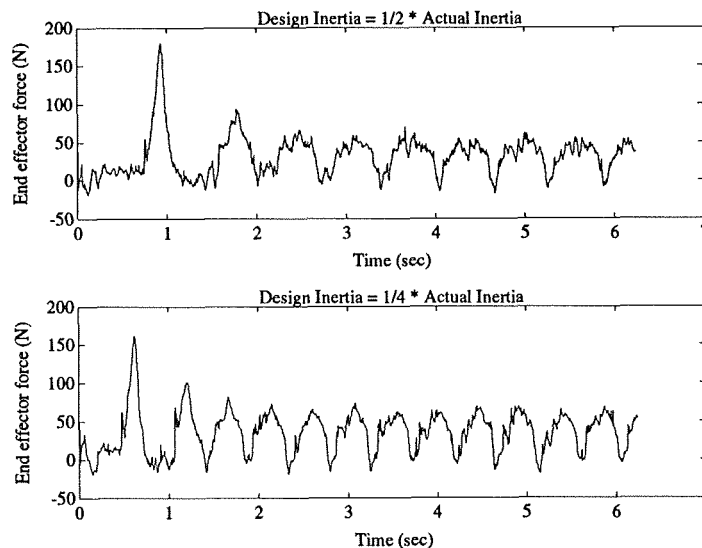 Design Inertia = 1/2 * Actual Inertia
200
150
100
50
0
-50
End effector force (N)
0 1 2 3 4 5 6 7
Time (sec)
Design Inertia = 1/4 * Actual Inertia
200
150
100
50
0
-50
End effector force (N)
0 1 2 3 4 5 6
Time (sec)